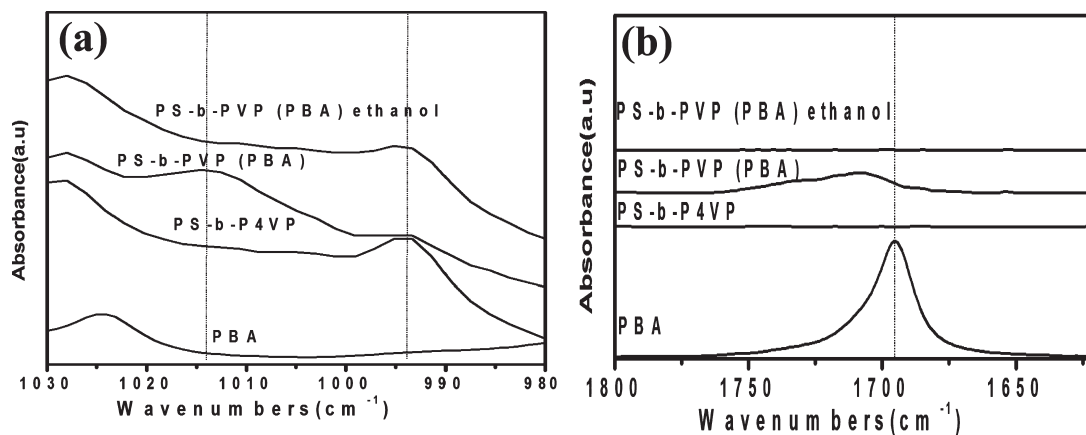 (a)
PS-b-PVP (PBA) ethanol
PS-b-PVP (PBA)
PS-b-P4VP
PBA
Absorbance(a.u)
1030 1020 1010 1000 990 980
Wavenumbers(cm⁻¹)
(b)
PS-b-PVP (PBA) ethanol
PS-b-PVP (PBA)
PS-b-P4VP
PBA
Absorbance(a.u)
1800 1750 1700 1650
Wavenumbers(cm⁻¹)